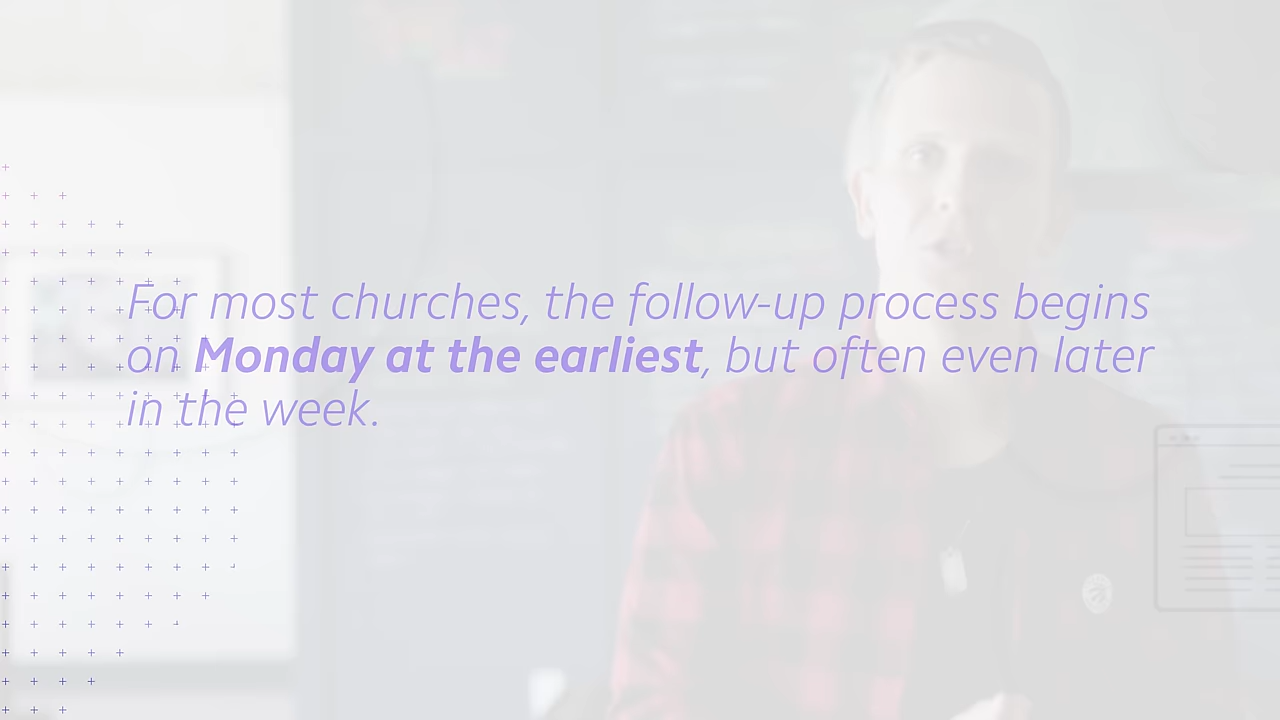 For most churches, the follow-up process begins
on Monday at the earliest, but often even later
in the week.